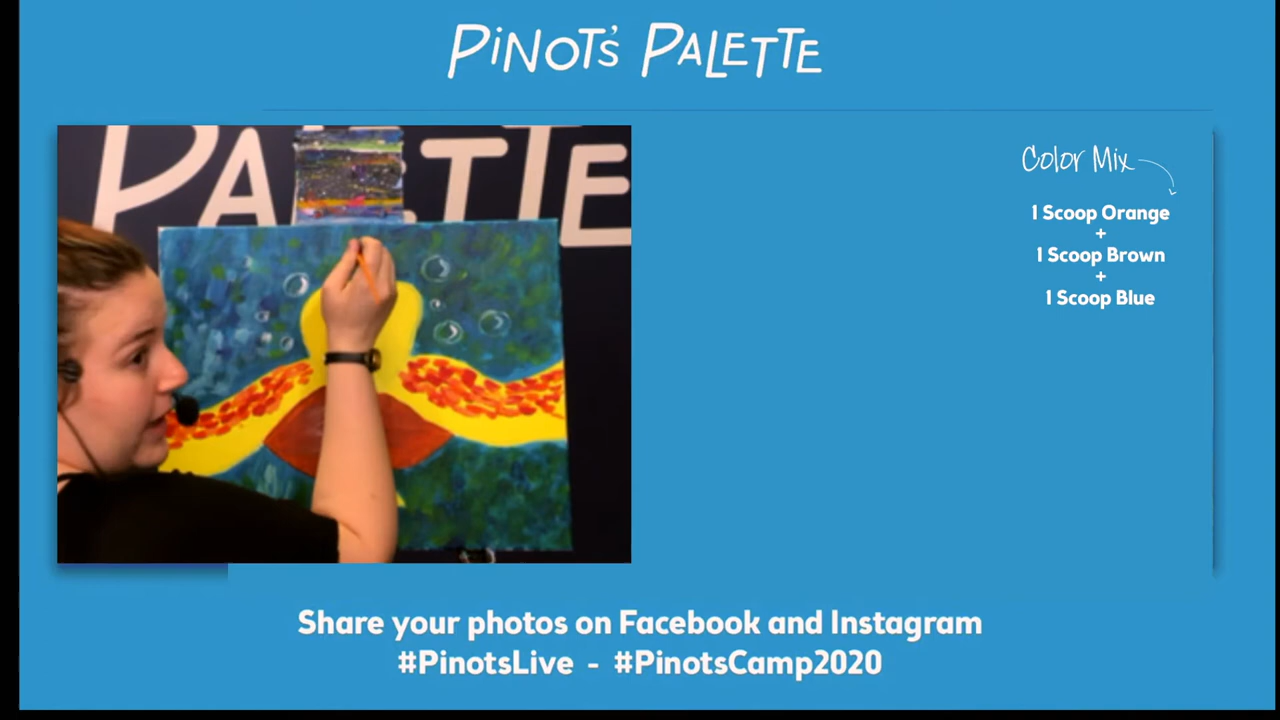 PiNOT'S PALETTE
PALETTE
Color Mix
1 Scoop Orange
+
1 Scoop Brown
+
1 Scoop Blue
Share your photos on Facebook and Instagram
#PinotsLive - #PinotsCamp2020